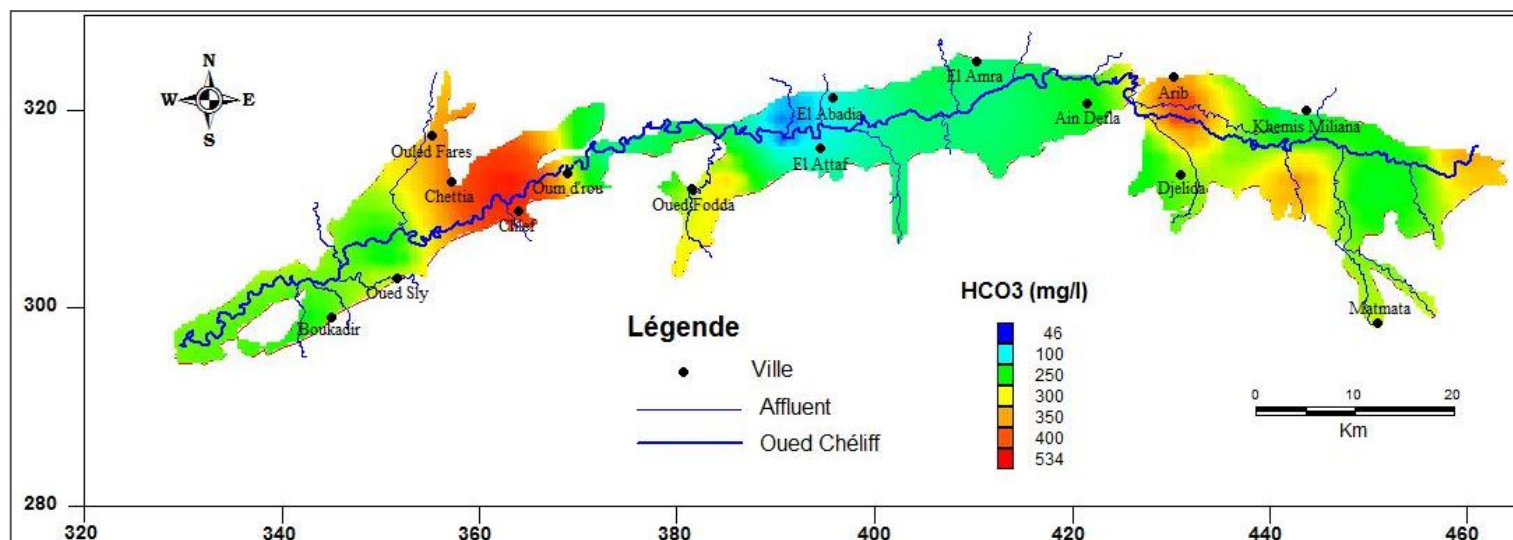 N
W E
S
320
300
280
320 340 360 380 400 420 440 460
El Amra
Arib
El Abadia
Ain Defla
Khemis Miliana
Ouled Fares
El Attaf
Chettia
Oum d'rou
Oued Fodda
Djelida
Chlef
Oued Sly
Boukadir
Matmata
Légende
Ville
Affluent
Oued Chéliff
HCO3 (mg/l)
46
100
250
300
350
400
534
0 10 20
Km